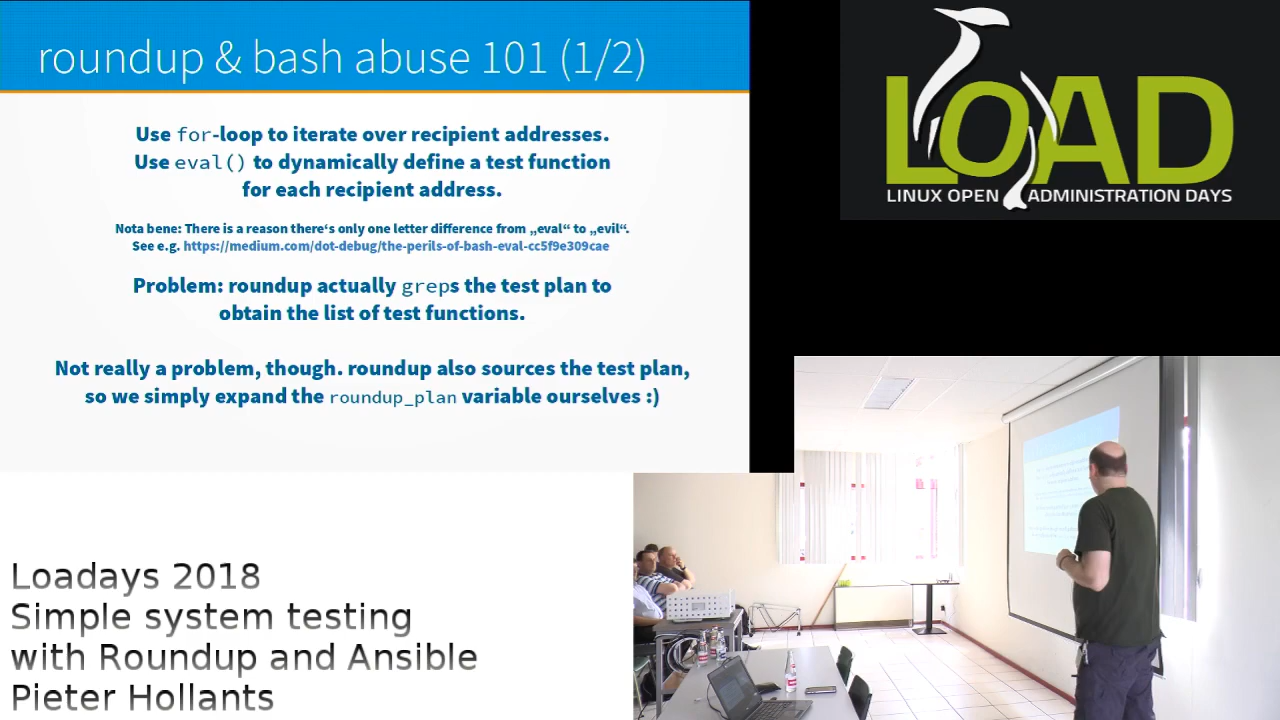 roundup & bash abuse 101 (1/2)
Use for-loop to iterate over recipient addresses.
Use eval() to dynamically define a test function
for each recipient address.
Nota bene: There is a reason there‘s only one letter difference from „eval“ to „evil“.
See e.g. https://medium.com/dot-debug/the-perils-of-bash-eval-cc5f9e309cae
Problem: roundup actually greps the test plan to
obtain the list of test functions.
Not really a problem, though. roundup also sources the test plan,
so we simply expand the roundup_plan variable ourselves :)
LOAD
LINUX OPEN ADMINISTRATION DAYS
Loadays 2018
Simple system testing
with Roundup and Ansible
Pieter Hollants